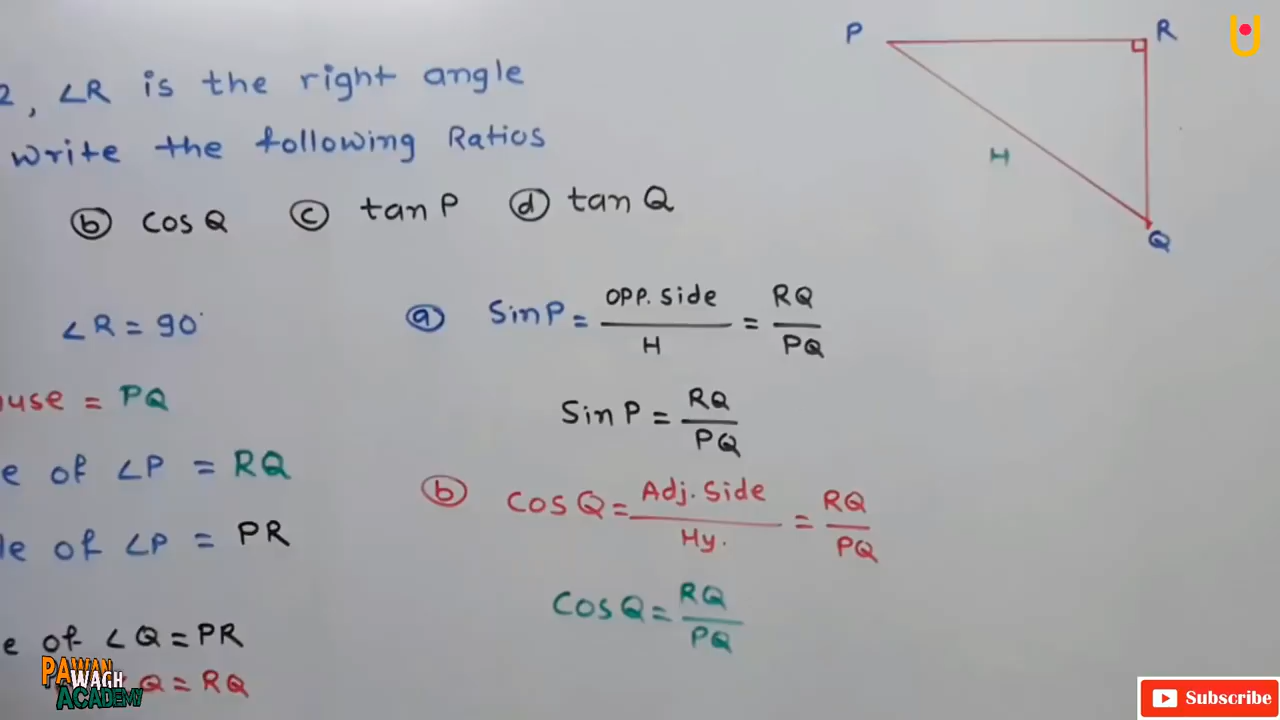 P
R
2, ∠R is the right angle
write the following Ratios
H
ⓑ cos Q ⓒ tan P ⓓ tan Q
Q
∠R = 90°
ⓐ Sin P = OPP. Side / H = RQ / PQ
use = PQ
Sin P = RQ / PQ
e of ∠P = RQ
ⓑ Cos Q = Adj. Side / Hy. = RQ / PQ
le of ∠P = PR
Cos Q = RQ / PQ
e of ∠Q = PR
Q = RQ
PAWAN
WAGH
ACADEMY
Subscribe